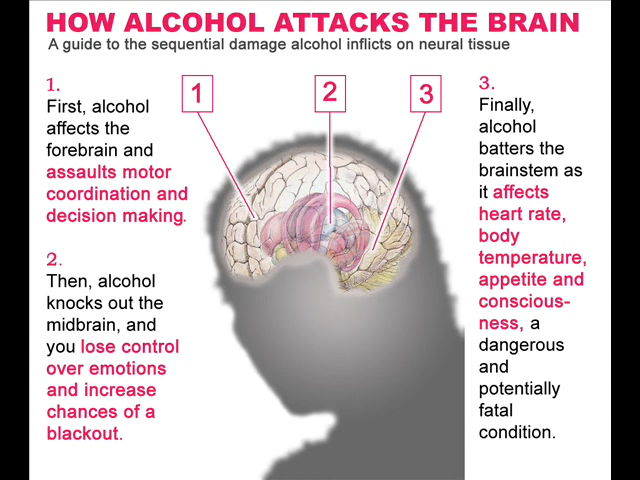 HOW ALCOHOL ATTACKS THE BRAIN
A guide to the sequential damage alcohol inflicts on neural tissue
1.
First, alcohol
affects the
forebrain and
assaults motor
coordination and
decision making.
2.
Then, alcohol
knocks out the
midbrain, and
you lose control
over emotions
and increase
chances of a
blackout.
1
2
3
3.
Finally,
alcohol
batters the
brainstem as
it affects
heart rate,
body
temperature,
appetite and
conscious-
ness, a
dangerous
and
potentially
fatal
condition.